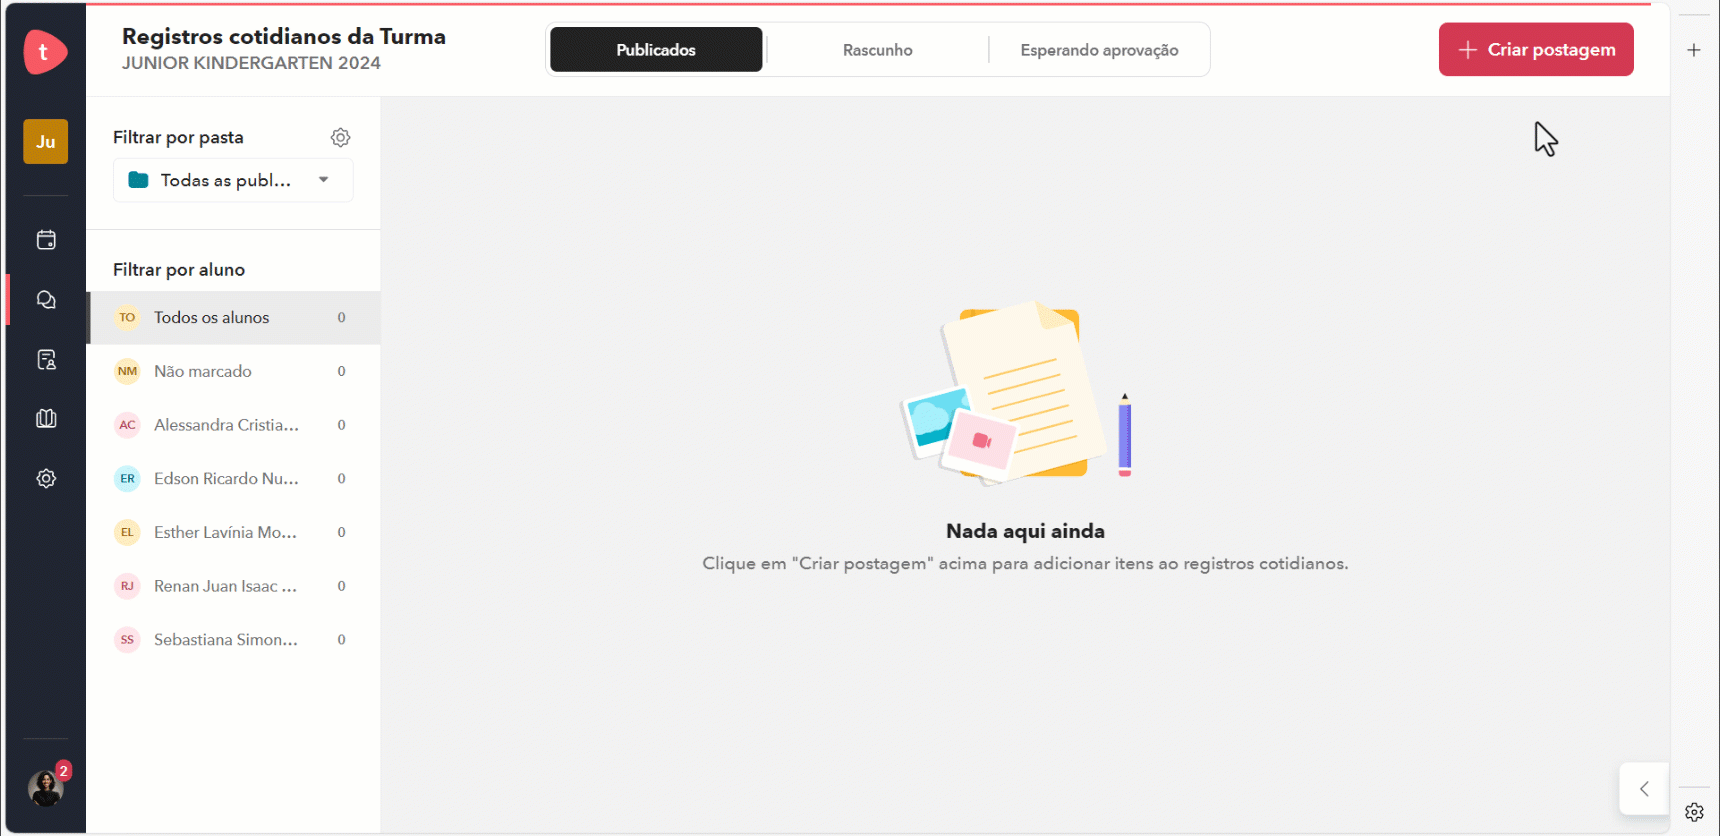 t
Registros cotidianos da Turma
JUNIOR KINDERGARTEN 2024
Publicados
Rascunho
Esperando aprovação
+ Criar postagem
Ju
Filtrar por pasta
Todas as publ...
Filtrar por aluno
TO Todos os alunos 0
NM Não marcado 0
AC Alessandra Cristia... 0
ER Edson Ricardo Nu... 0
EL Esther Lavínia Mo... 0
RJ Renan Juan Isaac ... 0
SS Sebastiana Simon... 0
Nada aqui ainda
Clique em "Criar postagem" acima para adicionar itens ao registros cotidianos.
2